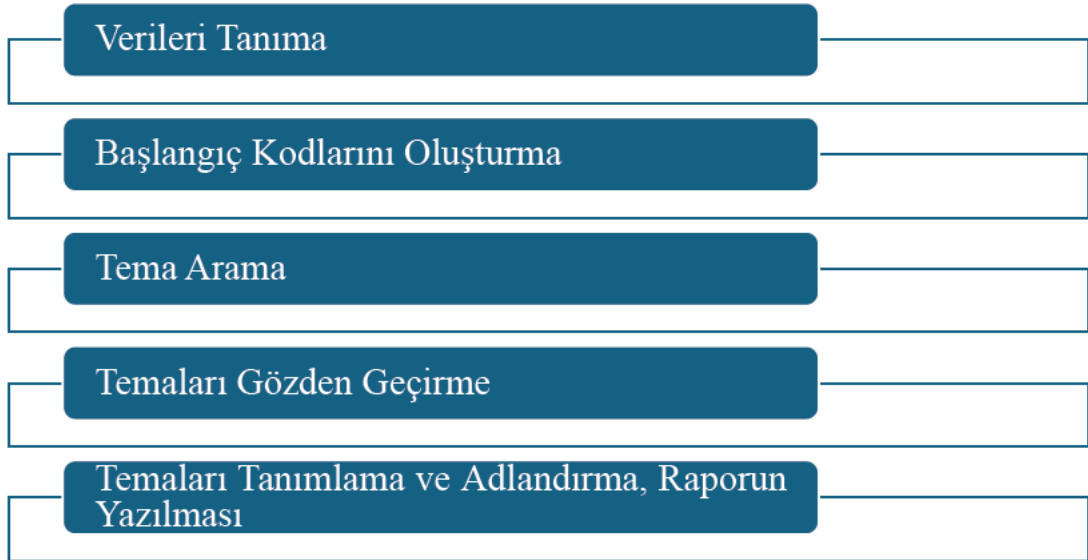 Verileri Tanıma
Başlangıç Kodlarını Oluşturma
Tema Arama
Temaları Gözden Geçirme
Temaları Tanımlama ve Adlandırma, Raporun
Yazılması